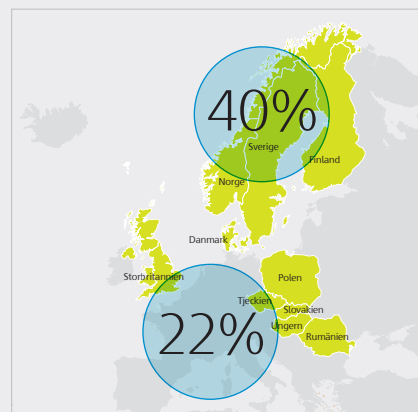 40%
Sverige
Finland
Norge
Danmark
Storbritannien
Polen
Tjeckien
Slovakien
Ungern
22%
Rumänien